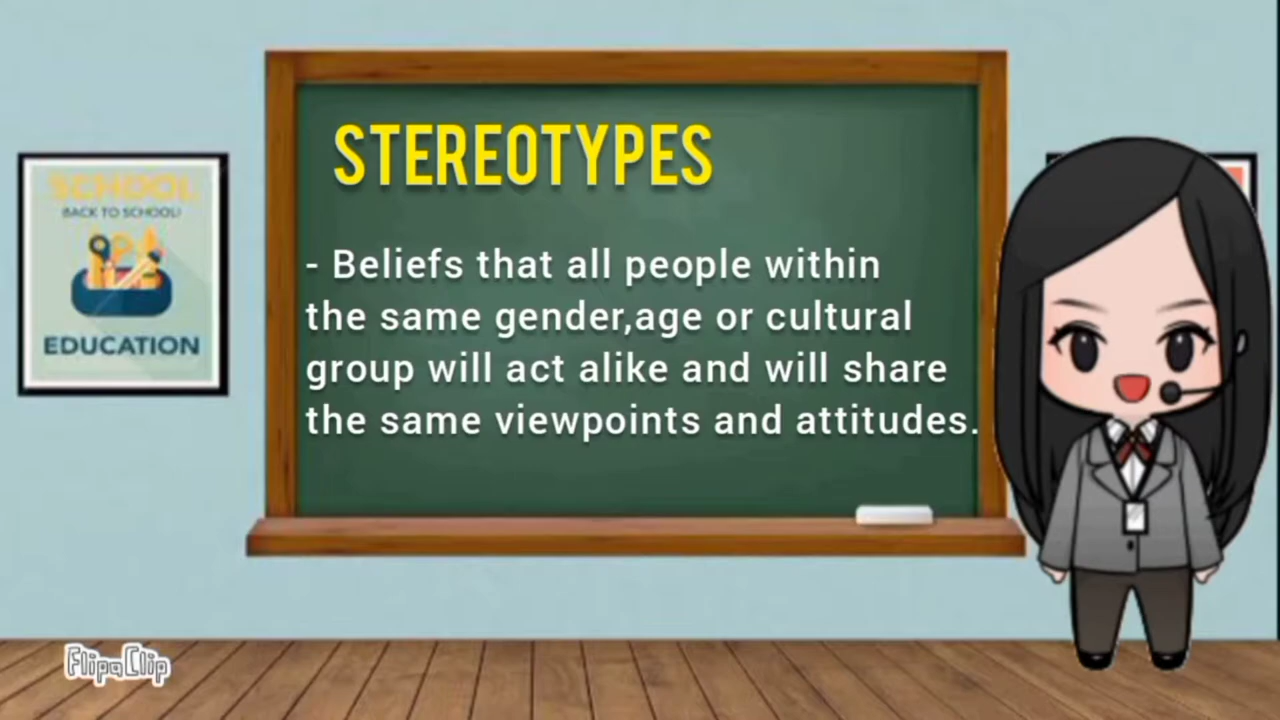 STEREOTYPES
- Beliefs that all people within
the same gender,age or cultural
group will act alike and will share
the same viewpoints and attitudes.
SCHOOL
BACK TO SCHOOL!
EDUCATION
FlipaClip